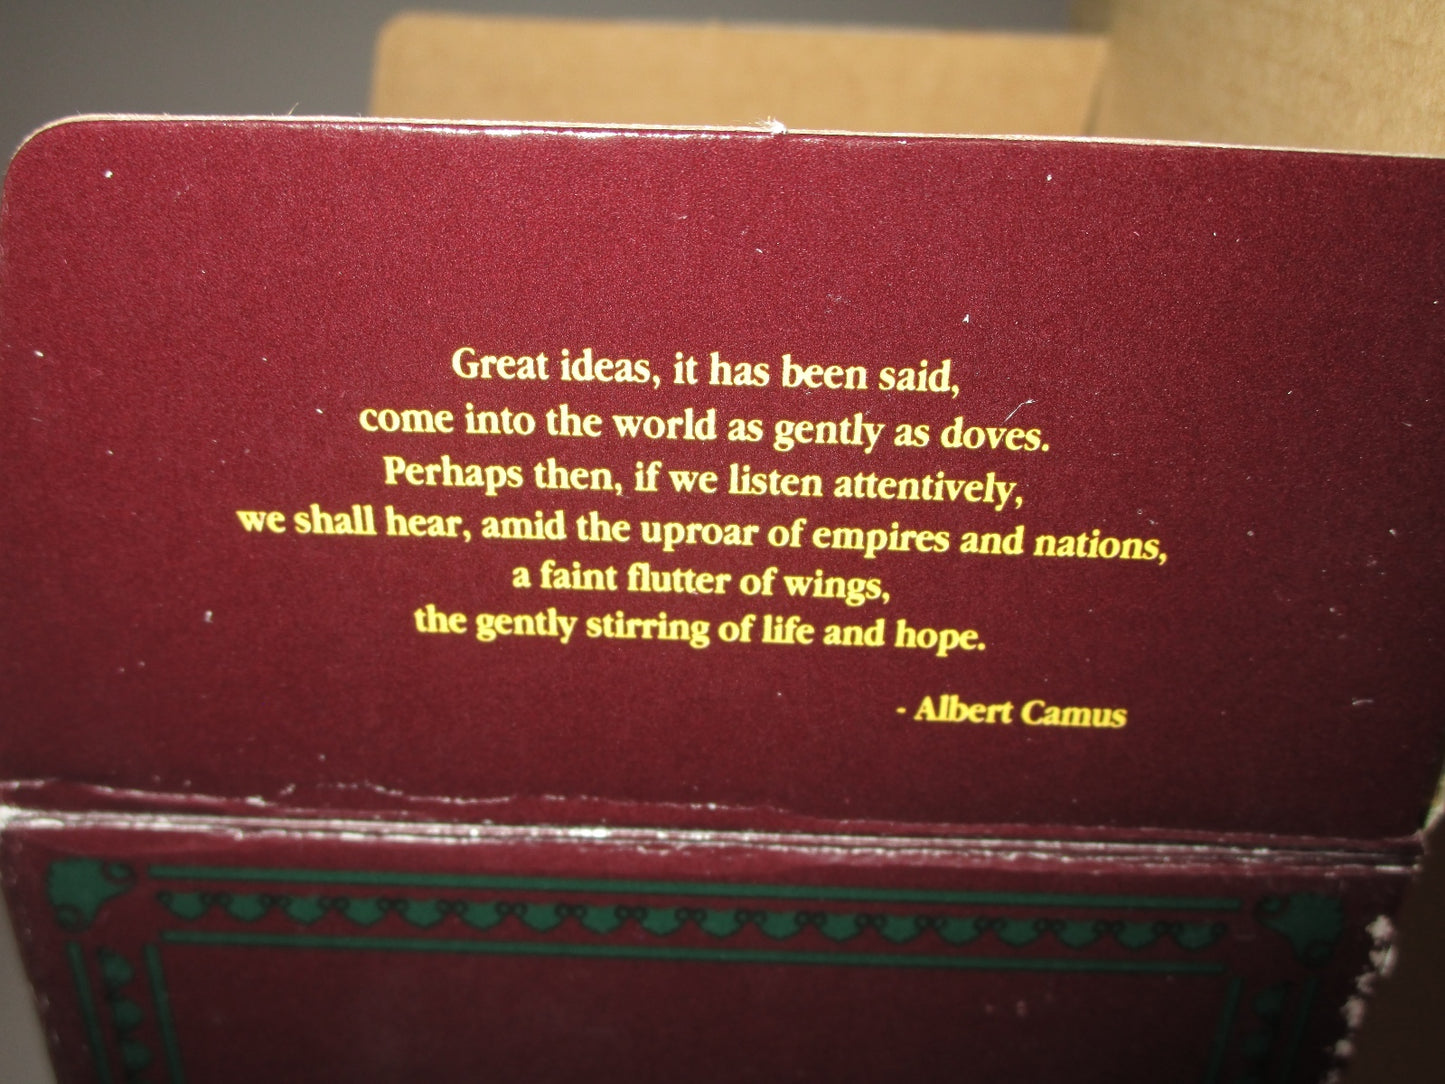 Great ideas, it has been said,
come into the world as gently as doves.
Perhaps then, if we listen attentively,
we shall hear, amid the uproar of empires and nations,
a faint flutter of wings,
the gently stirring of life and hope.
- Albert Camus